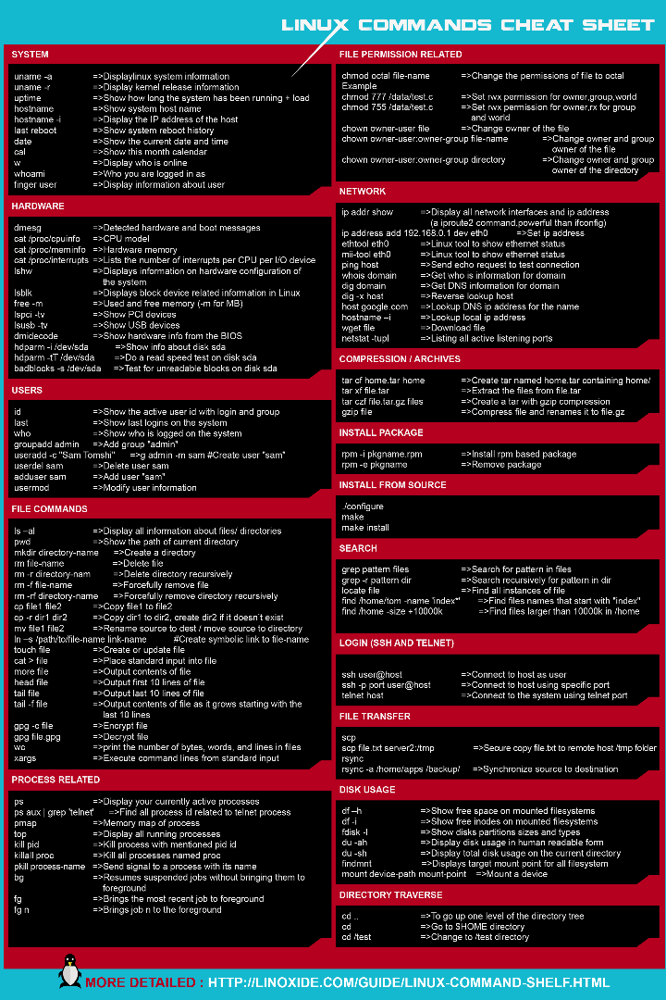 LINUX COMMANDS CHEAT SHEET
SYSTEM
uname -a =>Displaylinux system information
uname -r =>Display kernel release information
uptime =>Show how long the system has been running + load
hostname =>Show system host name
hostname -i =>Display the IP address of the host
last reboot =>Show system reboot history
date =>Show the current date and time
cal =>Show this month calendar
w =>Display who is online
whoami =>Who you are logged in as
finger user =>Display information about user
HARDWARE
dmesg =>Detected hardware and boot messages
cat /proc/cpuinfo =>CPU model
cat /proc/meminfo =>Hardware memory
cat /proc/interrupts =>Lists the number of interrupts per CPU per I/O device
lshw =>Displays information on hardware configuration of
the system
lsblk =>Displays block device related information in Linux
free -m =>Used and free memory (-m for MB)
lspci -tv =>Show PCI devices
lsusb -tv =>Show USB devices
dmidecode =>Show hardware info from the BIOS
hdparm -i /dev/sda =>Show info about disk sda
hdparm -tT /dev/sda =>Do a read speed test on disk sda
badblocks -s /dev/sda =>Test for unreadable blocks on disk sda
USERS
id =>Show the active user id with login and group
last =>Show last logins on the system
who =>Show who is logged on the system
groupadd admin =>Add group "admin"
useradd -c "Sam Tomshi" =>g admin -m sam #Create user "sam"
userdel sam =>Delete user sam
adduser sam =>Add user "sam"
usermod =>Modify user information
FILE COMMANDS
ls –al =>Display all information about files/ directories
pwd =>Show the path of current directory
mkdir directory-name =>Create a directory
rm file-name =>Delete file
rm -r directory-nam =>Delete directory recursively
rm -f file-name =>Forcefully remove file
rm -rf directory-name =>Forcefully remove directory recursively
cp file1 file2 =>Copy file1 to file2
cp -r dir1 dir2 =>Copy dir1 to dir2, create dir2 if it doesn't exist
mv file1 file2 =>Rename source to dest / move source to directory
ln –s /path/to/file-name link-name #Create symbolic link to file-name
touch file =>Create or update file
cat > file =>Place standard input into file
more file =>Output contents of file
head file =>Output first 10 lines of file
tail file =>Output last 10 lines of file
tail -f file =>Output contents of file as it grows starting with the
last 10 lines
gpg -c file =>Encrypt file
gpg file.gpg =>Decrypt file
wc =>print the number of bytes, words, and lines in files
xargs =>Execute command lines from standard input
PROCESS RELATED
ps =>Display your currently active processes
ps aux | grep 'telnet' =>Find all process id related to telnet process
pmap =>Memory map of process
top =>Display all running processes
kill pid =>Kill process with mentioned pid id
killall proc =>Kill all processes named proc
pkill process-name =>Send signal to a process with its name
bg =>Resumes suspended jobs without bringing them to
foreground
fg =>Brings the most recent job to foreground
fg n =>Brings job n to the foreground
FILE PERMISSION RELATED
chmod octal file-name =>Change the permissions of file to octal
Example
chmod 777 /data/test.c =>Set rwx permission for owner,group,world
chmod 755 /data/test.c =>Set rwx permission for owner,rx for group
and world
chown owner-user file =>Change owner of the file
chown owner-user:owner-group file-name =>Change owner and group
owner of the file
chown owner-user:owner-group directory =>Change owner and group
owner of the directory
NETWORK
ip addr show =>Display all network interfaces and ip address
(a iproute2 command,powerful than ifconfig)
ip address add 192.168.0.1 dev eth0 =>Set ip address
ethtool eth0 =>Linux tool to show ethernet status
mii-tool eth0 =>Linux tool to show ethernet status
ping host =>Send echo request to test connection
whois domain =>Get who is information for domain
dig domain =>Get DNS information for domain
dig -x host =>Reverse lookup host
host google.com =>Lookup DNS ip address for the name
hostname –i =>Lookup local ip address
wget file =>Download file
netstat -tupl =>Listing all active listening ports
COMPRESSION / ARCHIVES
tar cf home.tar home =>Create tar named home.tar containing home/
tar xf file.tar =>Extract the files from file.tar
tar czf file.tar.gz files =>Create a tar with gzip compression
gzip file =>Compress file and renames it to file.gz
INSTALL PACKAGE
rpm -i pkgname.rpm =>Install rpm based package
rpm -e pkgname =>Remove package
INSTALL FROM SOURCE
./configure
make
make install
SEARCH
grep pattern files =>Search for pattern in files
grep -r pattern dir =>Search recursively for pattern in dir
locate file =>Find all instances of file
find /home/tom -name 'index*' =>Find files names that start with "index"
find /home -size +10000k =>Find files larger than 10000k in /home
LOGIN (SSH AND TELNET)
ssh user@host =>Connect to host as user
ssh -p port user@host =>Connect to host using specific port
telnet host =>Connect to the system using telnet port
FILE TRANSFER
scp
scp file.txt server2:/tmp =>Secure copy file.txt to remote host /tmp folder
rsync
rsync -a /home/apps /backup/ =>Synchronize source to destination
DISK USAGE
df –h =>Show free space on mounted filesystems
df -i =>Show free inodes on mounted filesystems
fdisk -l =>Show disks partitions sizes and types
du -ah =>Display disk usage in human readable form
du -sh =>Display total disk usage on the current directory
findmnt =>Displays target mount point for all filesystem
mount device-path mount-point =>Mount a device
DIRECTORY TRAVERSE
cd .. =>To go up one level of the directory tree
cd =>Go to $HOME directory
cd /test =>Change to /test directory
MORE DETAILED : HTTP://LINOXIDE.COM/GUIDE/LINUX-COMMAND-SHELF.HTML